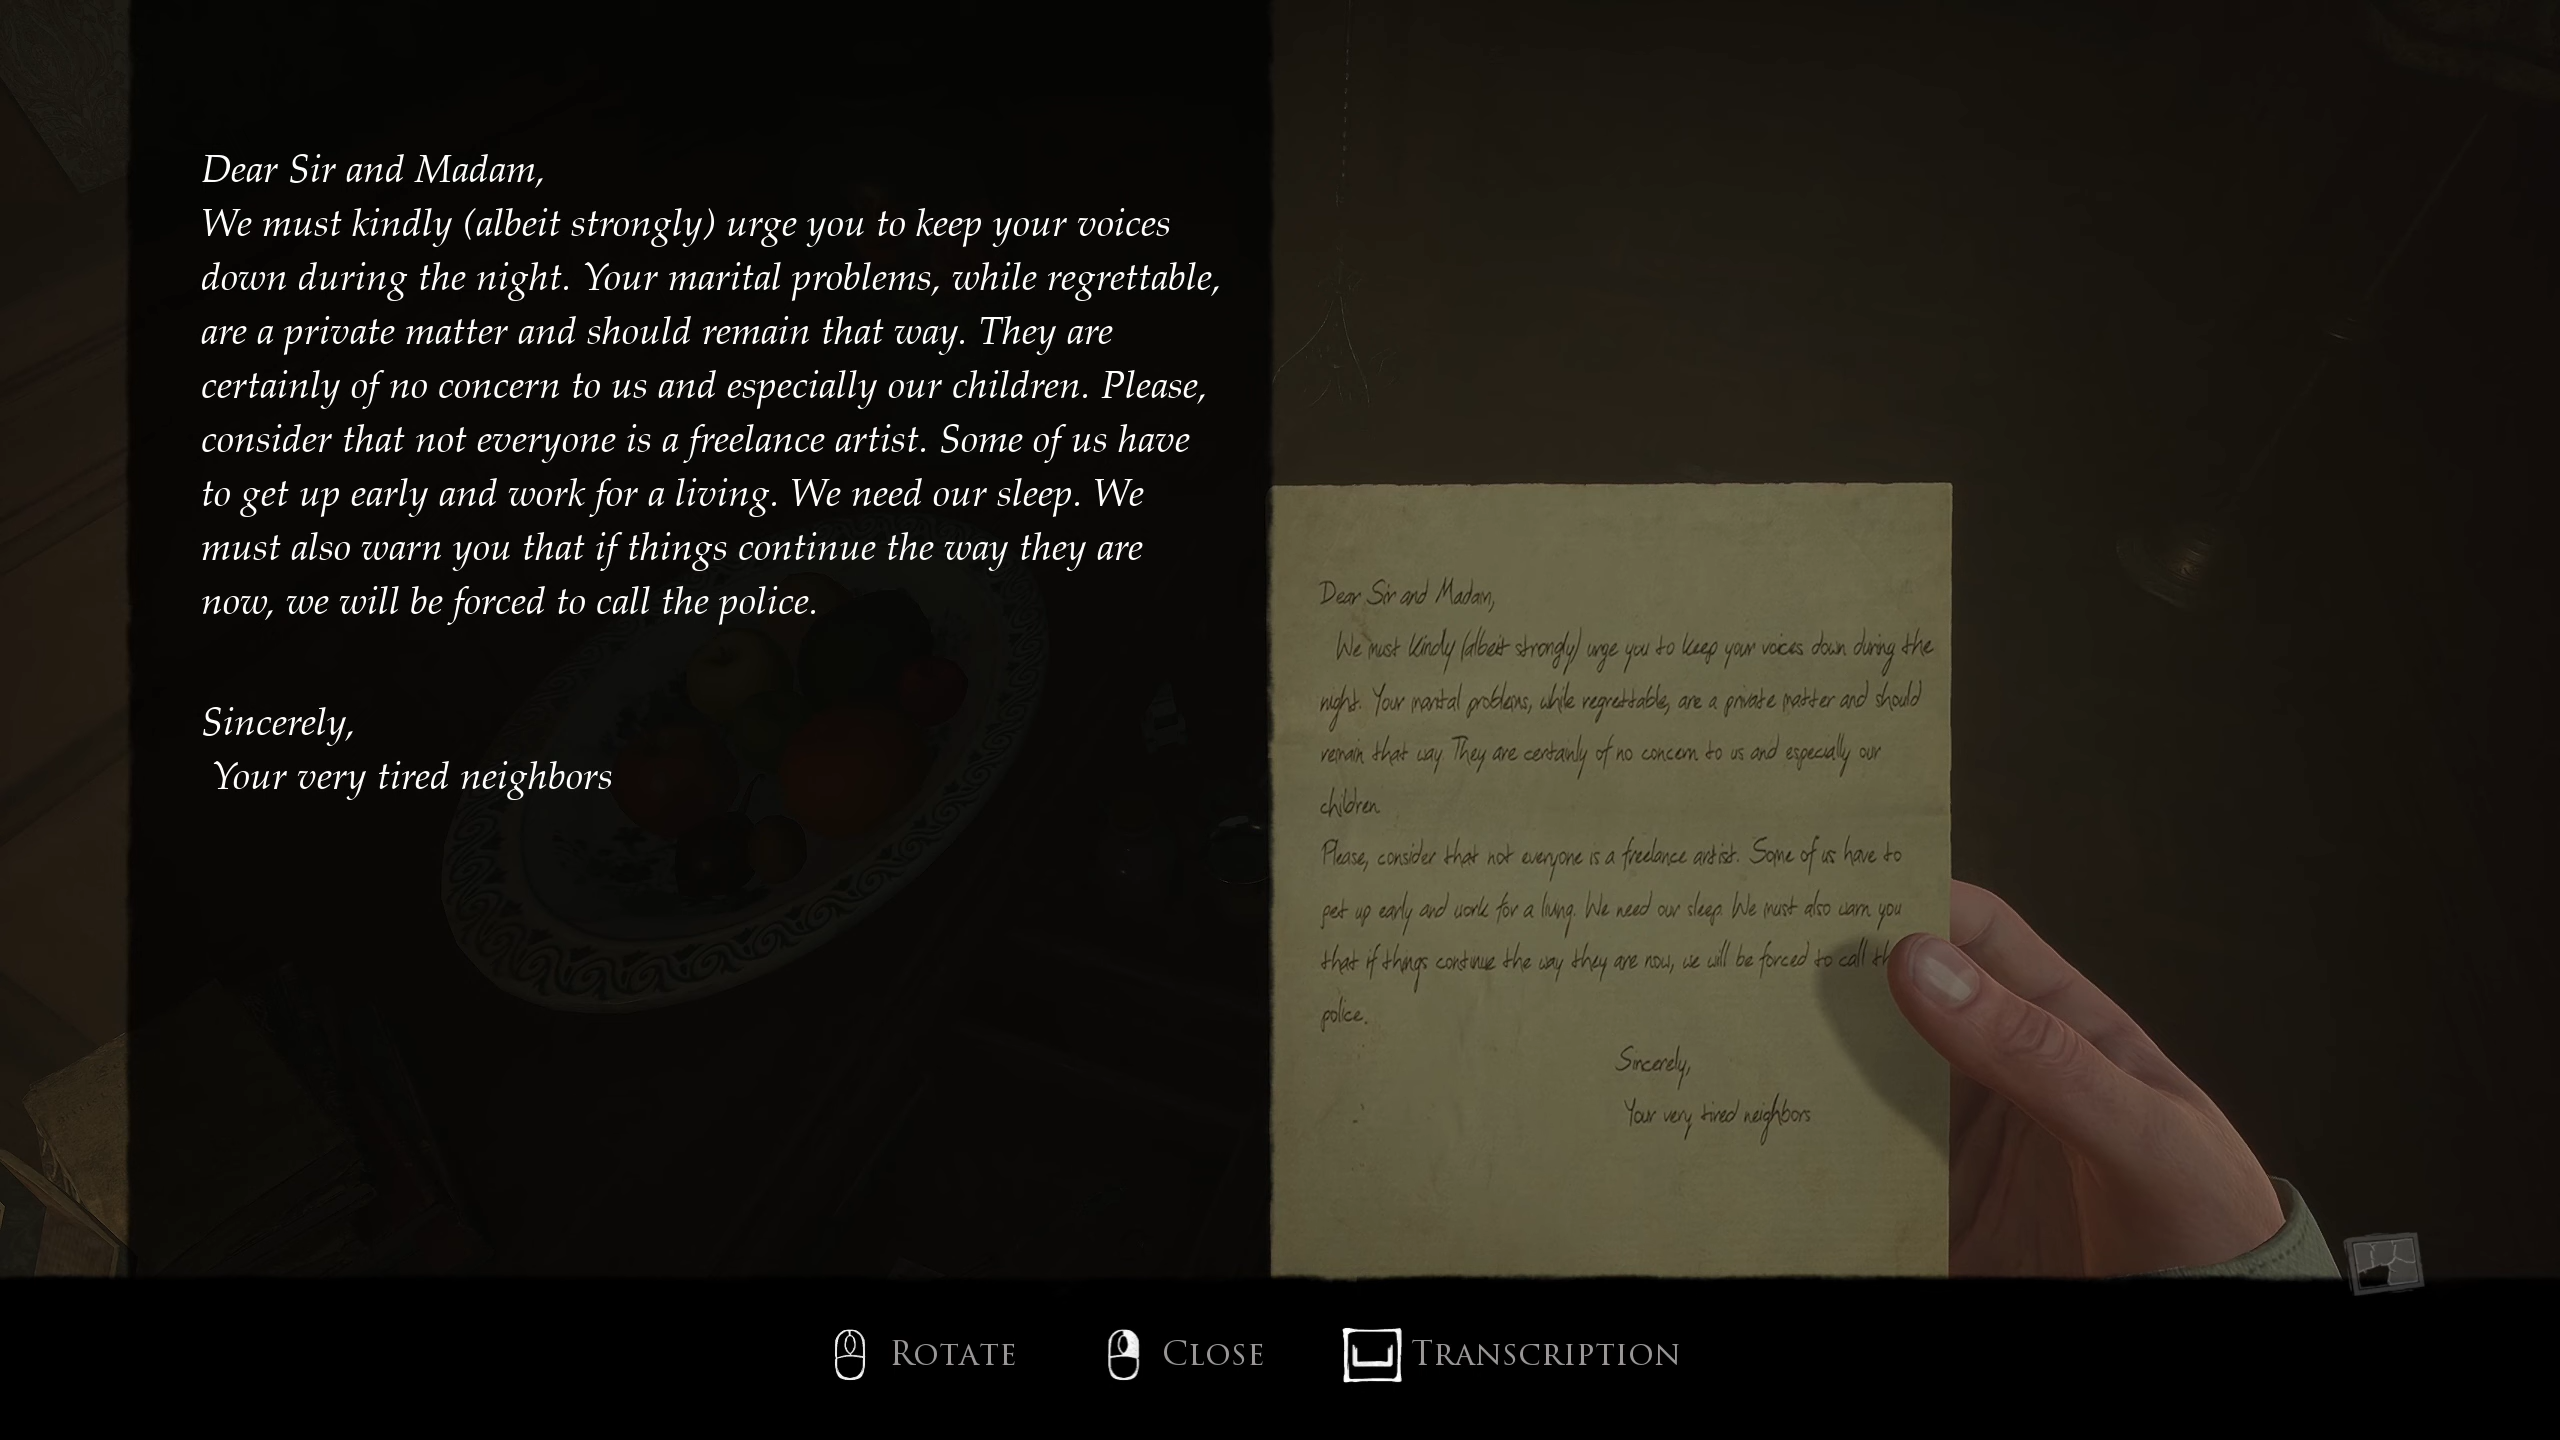 Dear Sir and Madam,
We must kindly (albeit strongly) urge you to keep your voices
down during the night. Your marital problems, while regrettable,
are a private matter and should remain that way. They are
certainly of no concern to us and especially our children. Please,
consider that not everyone is a freelance artist. Some of us have
to get up early and work for a living. We need our sleep. We
must also warn you that if things continue the way they are
now, we will be forced to call the police.
Sincerely,
Your very tired neighbors
Dear Sir and Madam,
We must kindly (albeit strongly) urge you to keep your voices down during the
night. Your marital problems, while regrettable, are a private matter and should
remain that way. They are certainly of no concern to us and especially our
children.
Please, consider that not everyone is a freelance artist. Some of us have to
get up early and work for a living. We need our sleep. We must also warn you
that if things continue the way they are now, we will be forced to call th
police.
Sincerely,
Your very tired neighbors
ROTATE
CLOSE
TRANSCRIPTION